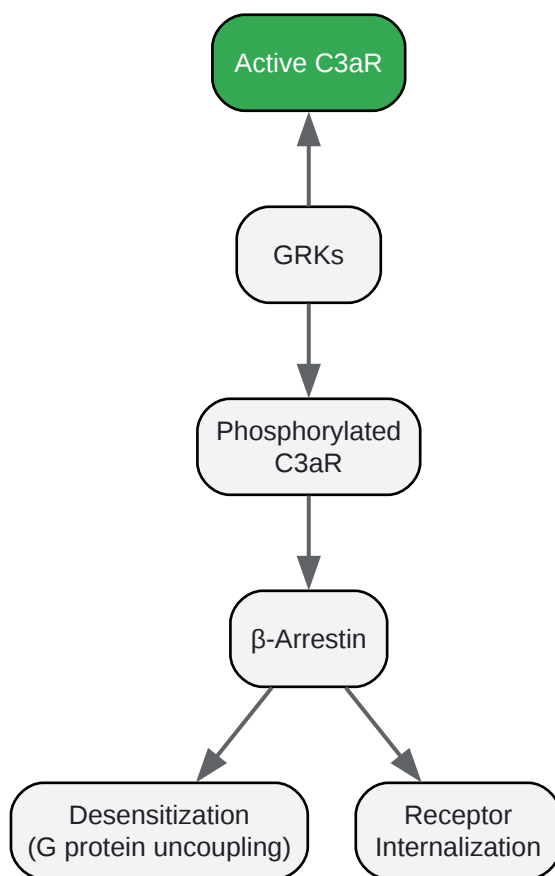 Active C3aR
GRKs
Phosphorylated
C3aR
β-Arrestin
Desensitization
(G protein uncoupling)
Receptor
Internalization